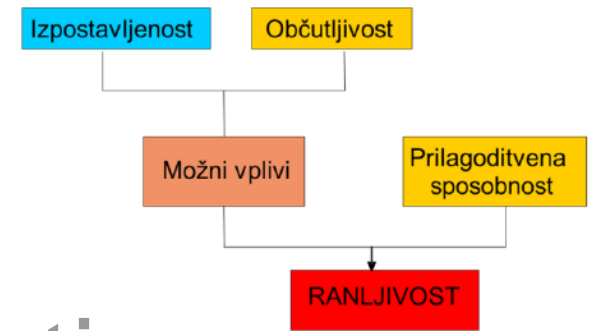 Izpostavljenost
Občutljivost
Možni vplivi
Prilagoditvena
sposobnost
RANLJIVOST